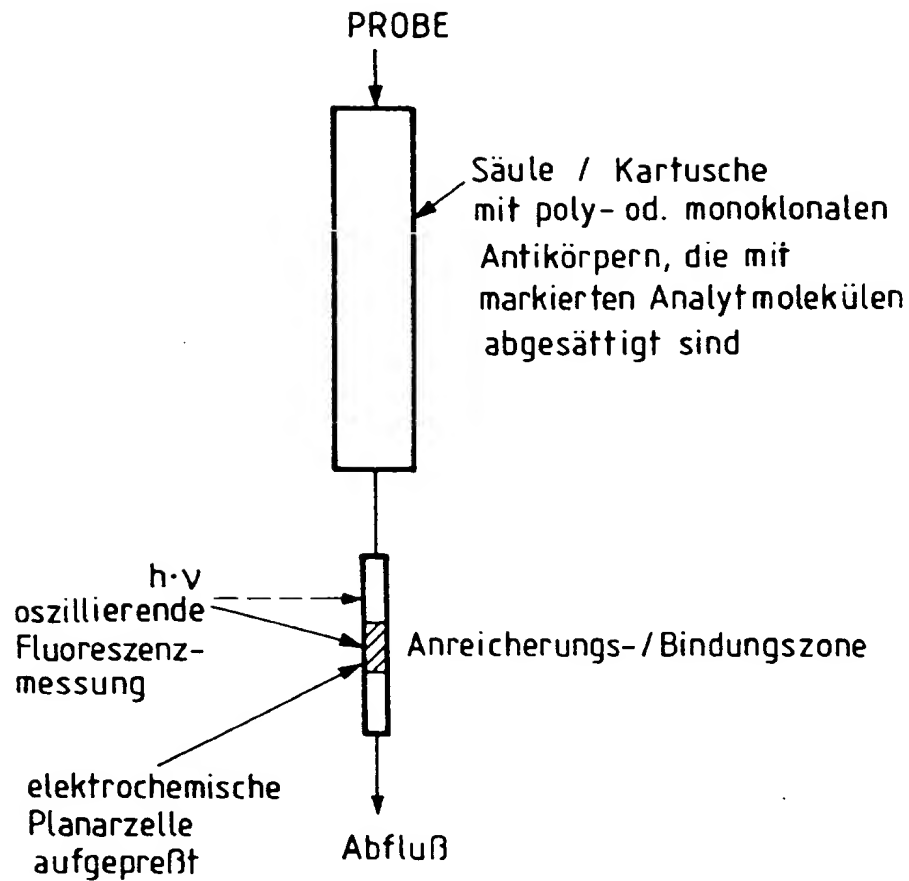 PROBE
Säule / Kartusche
mit poly- od. monoklonalen
Antikörpern, die mit
markierten Analytmolekülen
abgesättigt sind
h·ν
oszillierende
Fluoreszenz-
messung
Anreicherungs-/Bindungszone
elektrochemische
Planarzelle
aufgepreßt
Abfluß